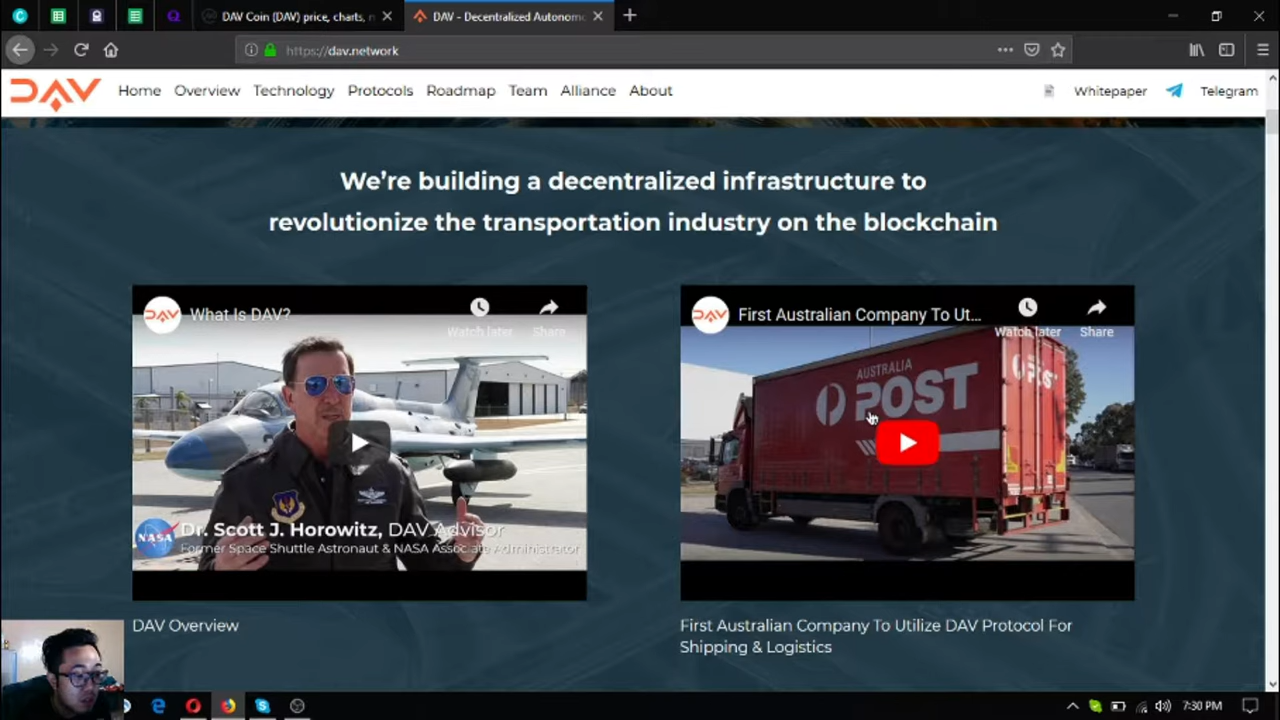 DAV Coin (DAV) price, charts, n
DAV - Decentralized Autonomo
https://dav.network
DAV
Home
Overview
Technology
Protocols
Roadmap
Team
Alliance
About
Whitepaper
Telegram
We're building a decentralized infrastructure to
revolutionize the transportation industry on the blockchain
DAV
What Is DAV?
Watch later
Share
NASA
Dr. Scott J. Horowitz, DAV Advisor
Former Space Shuttle Astronaut & NASA Associate Administrator
DAV Overview
DAV
First Australian Company To Ut...
Watch later
Share
AUSTRALIA
POST
First Australian Company To Utilize DAV Protocol For
Shipping & Logistics
7:30 PM